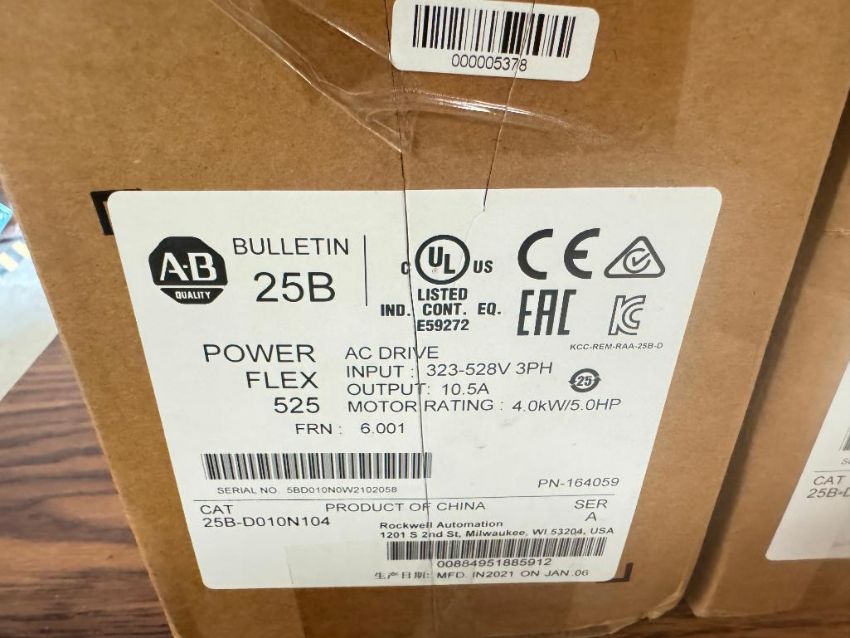 000005378
A-B
QUALITY
BULLETIN
25B
C UL US
LISTED
IND. CONT. EQ.
E59272
CE
EAC
KC
KCC-REM-RAA-25B-D
POWER
FLEX
525
AC DRIVE
INPUT : 323-528V 3PH
OUTPUT: 10.5A
MOTOR RATING : 4.0kW/5.0HP
25
FRN : 6.001
SERIAL NO. 5BD010N0W2102058
PN-164059
CAT
25B-D010N104
PRODUCT OF CHINA
SER
A
Rockwell Automation
1201 S 2nd St, Milwaukee, WI 53204, USA
00884951885912
生产日期: MFD. IN2021 ON JAN.06
CAT